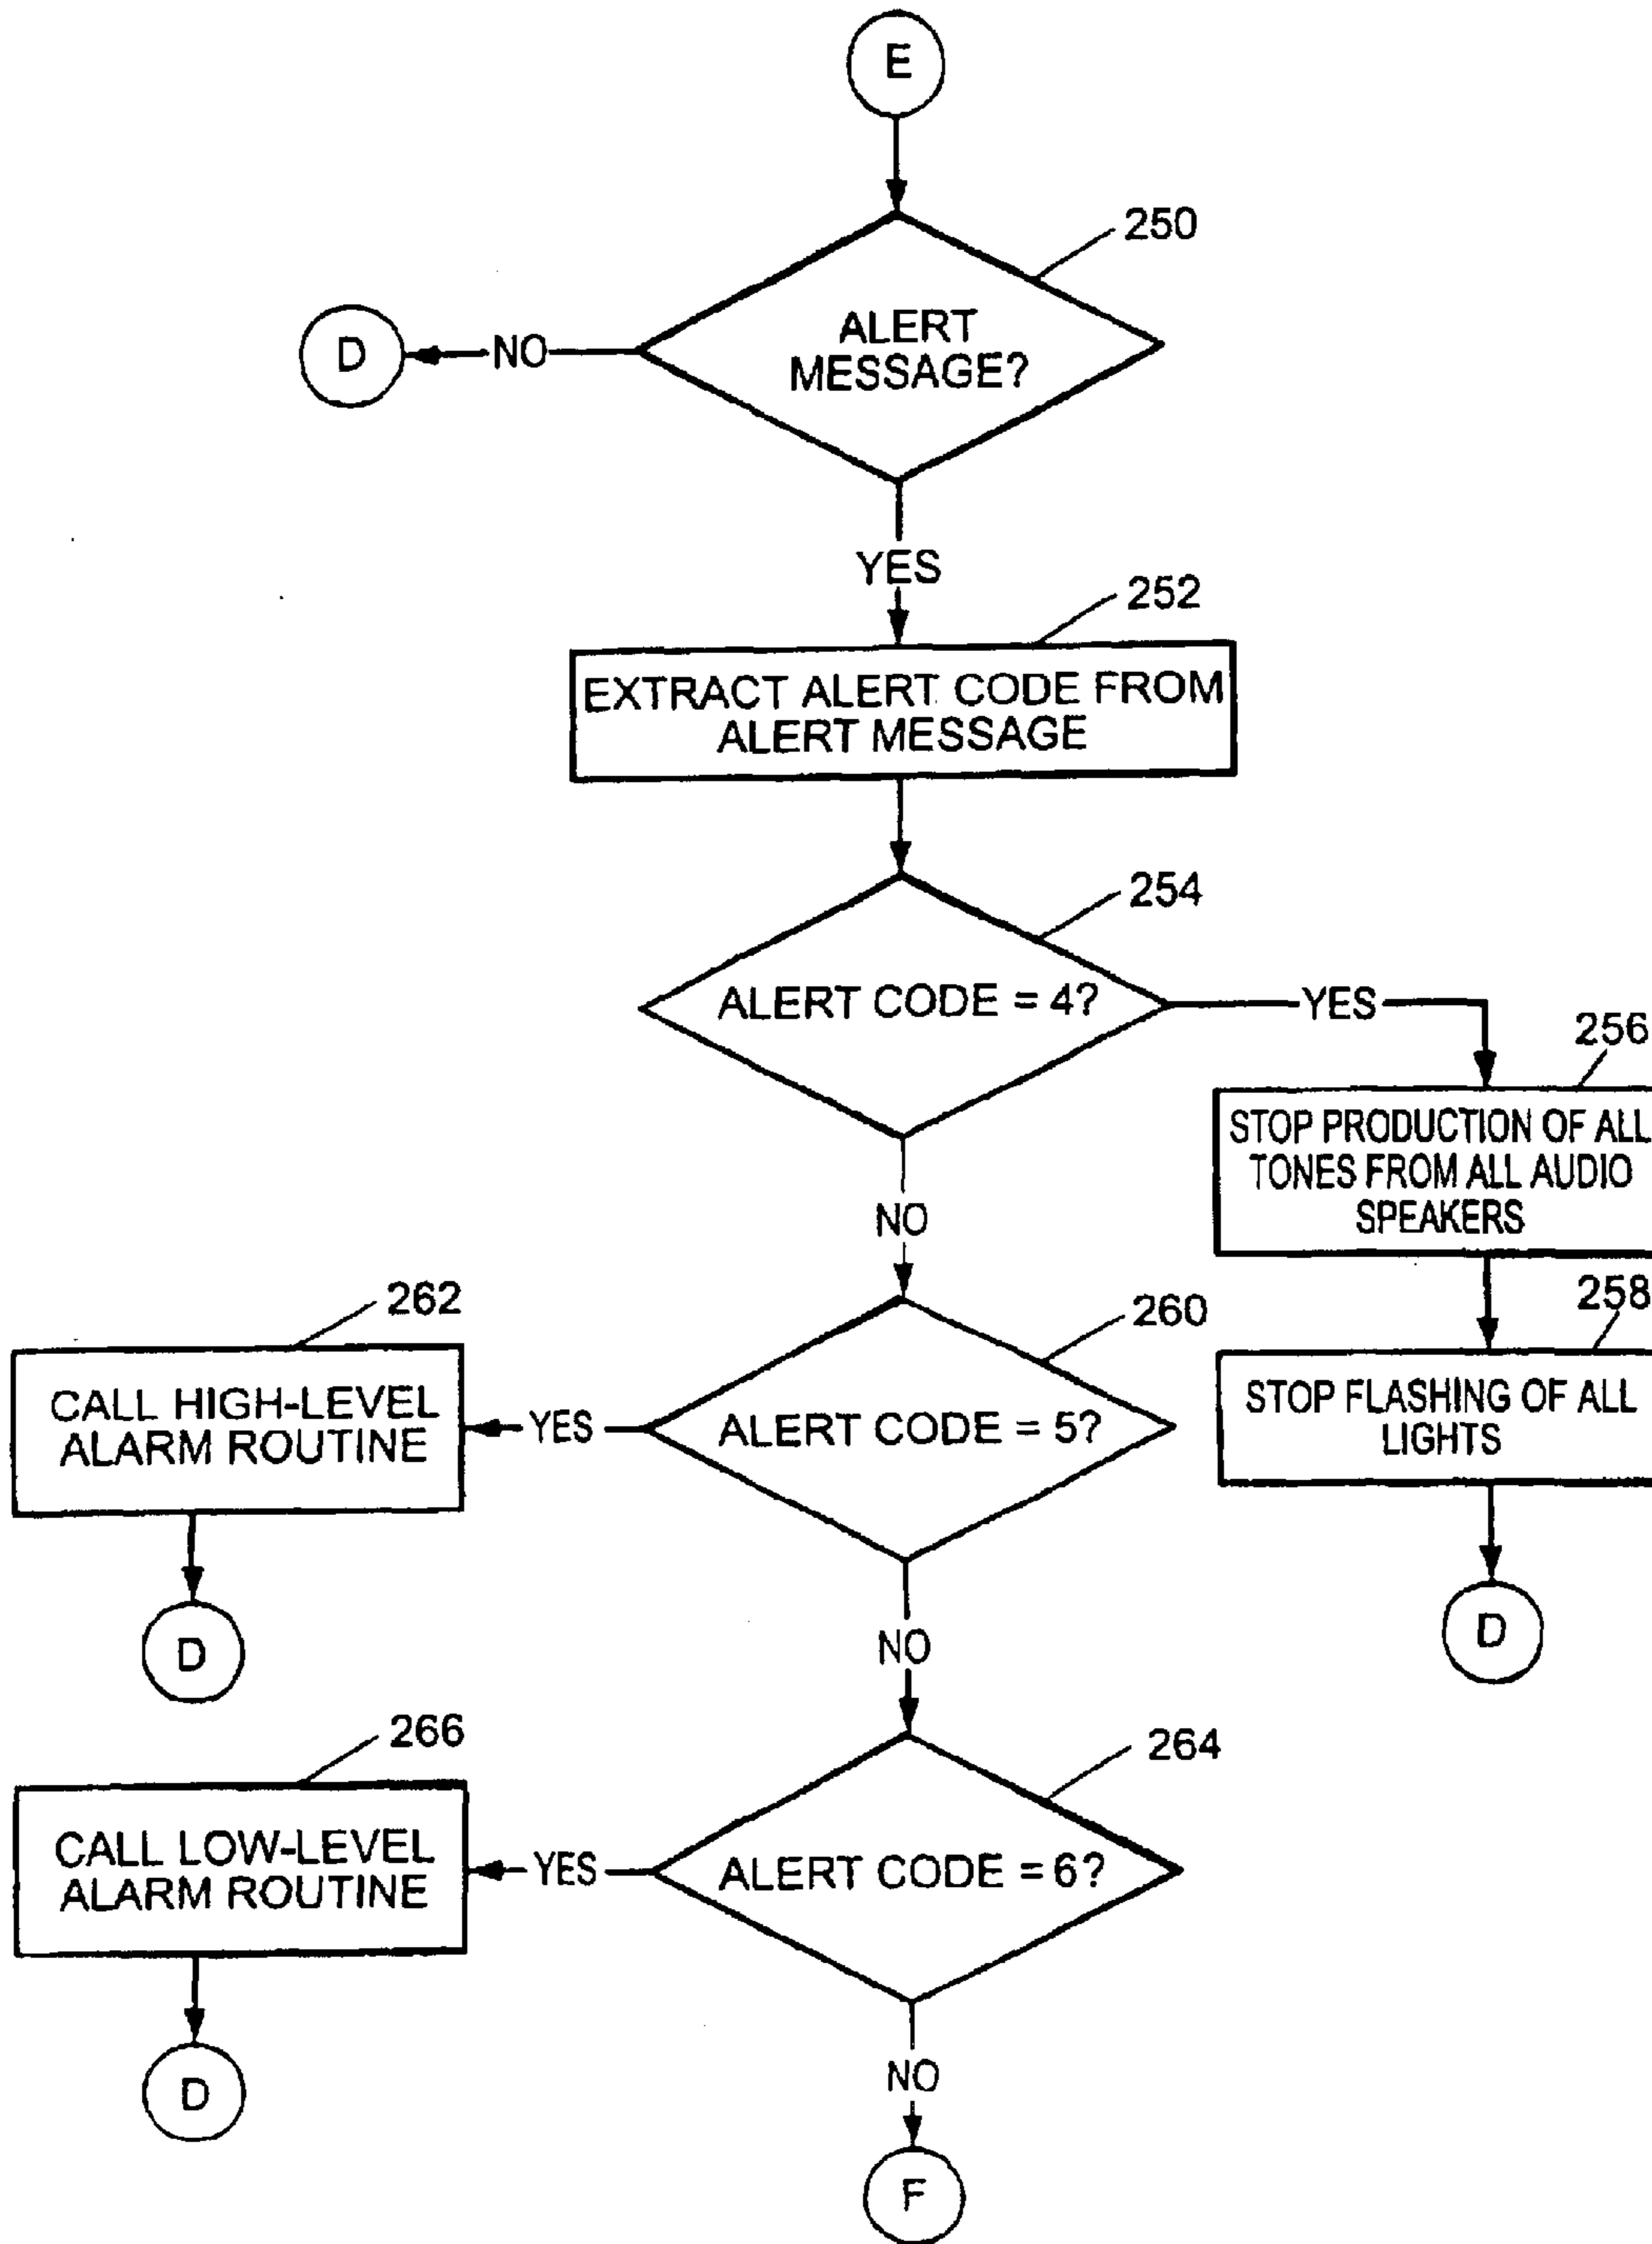 E
250
ALERT
MESSAGE?
NO
D
YES
252
EXTRACT ALERT CODE FROM
ALERT MESSAGE
254
ALERT CODE = 4?
YES
256
STOP PRODUCTION OF ALL
TONES FROM ALL AUDIO
SPEAKERS
NO
258
STOP FLASHING OF ALL
LIGHTS
D
260
ALERT CODE = 5?
YES
262
CALL HIGH-LEVEL
ALARM ROUTINE
D
NO
264
ALERT CODE = 6?
YES
266
CALL LOW-LEVEL
ALARM ROUTINE
D
NO
F